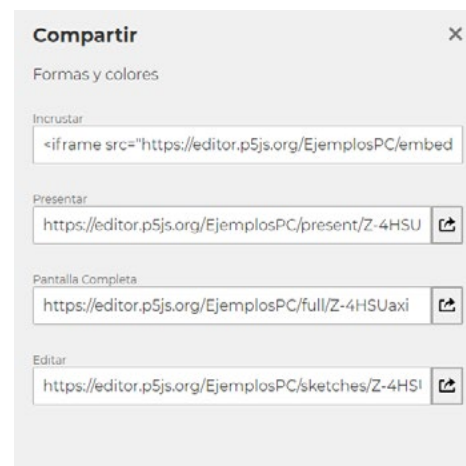 Compartir
Formas y colores
Incrustar
<iframe src="https://editor.p5js.org/EjemplosPC/embed
Presentar
https://editor.p5js.org/EjemplosPC/present/Z-4HSU
Pantalla Completa
https://editor.p5js.org/EjemplosPC/full/Z-4HSUaxi
Editar
https://editor.p5js.org/EjemplosPC/sketches/Z-4HS